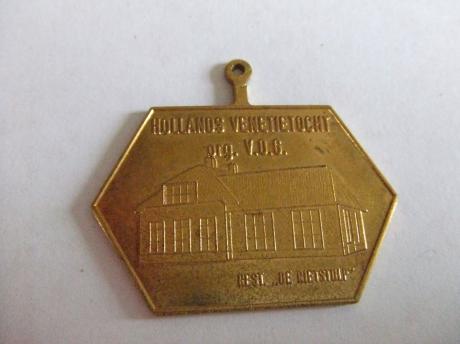 HOLLANDS VENETIETOCHT
org. V.O.G.
REST. „DE RIETSTULP”